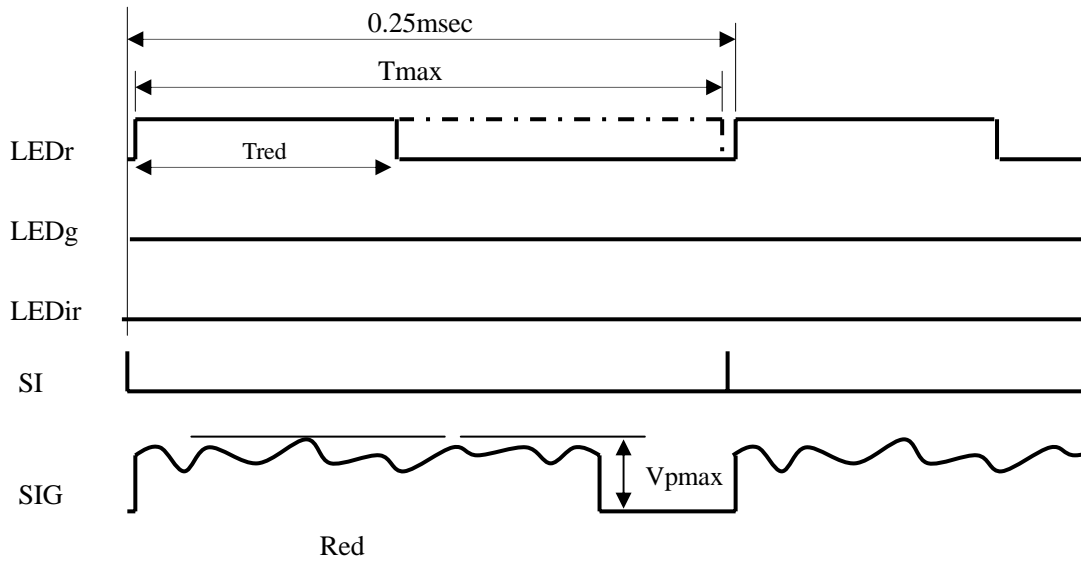 0.25msec
Tmax
LEDr
Tred
LEDg
LEDir
SI
SIG
Vpmax
Red